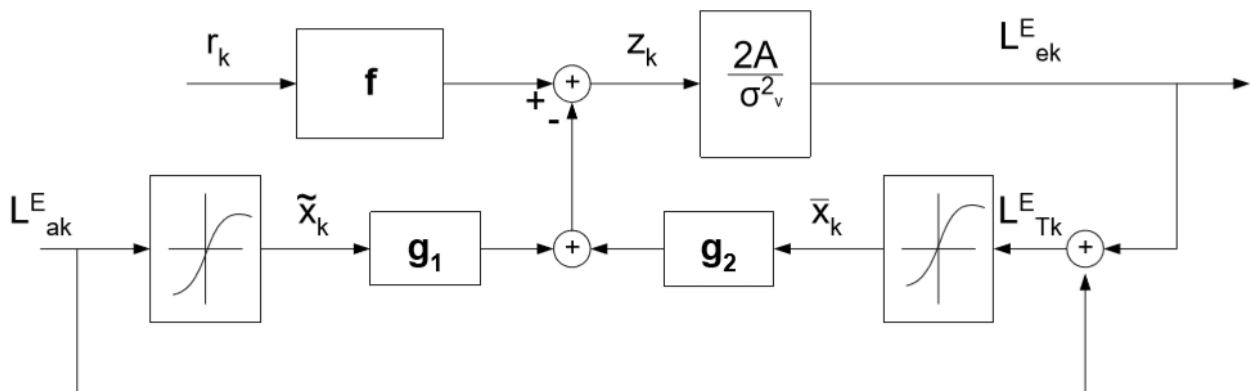 r_k
f
z_k
2A
σ²_v
L^E_ek
+
+
-
L^E_ak
x̃_k
g_1
+
g_2
x̄_k
L^E_Tk
+